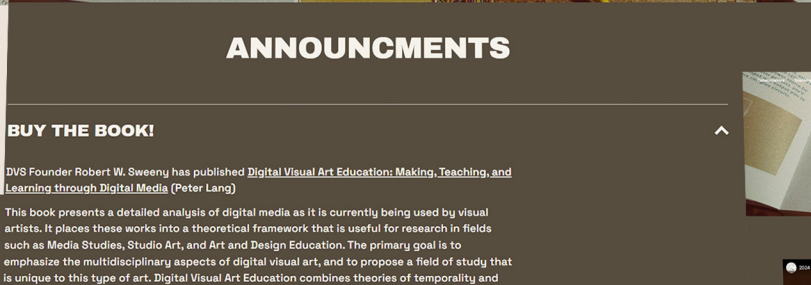 ANNOUNCMENTS
BUY THE BOOK!
DVS Founder Robert W. Sweeny has published Digital Visual Art Education: Making, Teaching, and
Learning through Digital Media (Peter Lang)
This book presents a detailed analysis of digital media as it is currently being used by visual
artists. It places these works into a theoretical framework that is useful for research in fields
such as Media Studies, Studio Art, and Art and Design Education. The primary goal is to
emphasize the multidisciplinary aspects of digital visual art, and to propose a field of study that
is unique to this type of art. Digital Visual Art Education combines theories of temporality and
2024